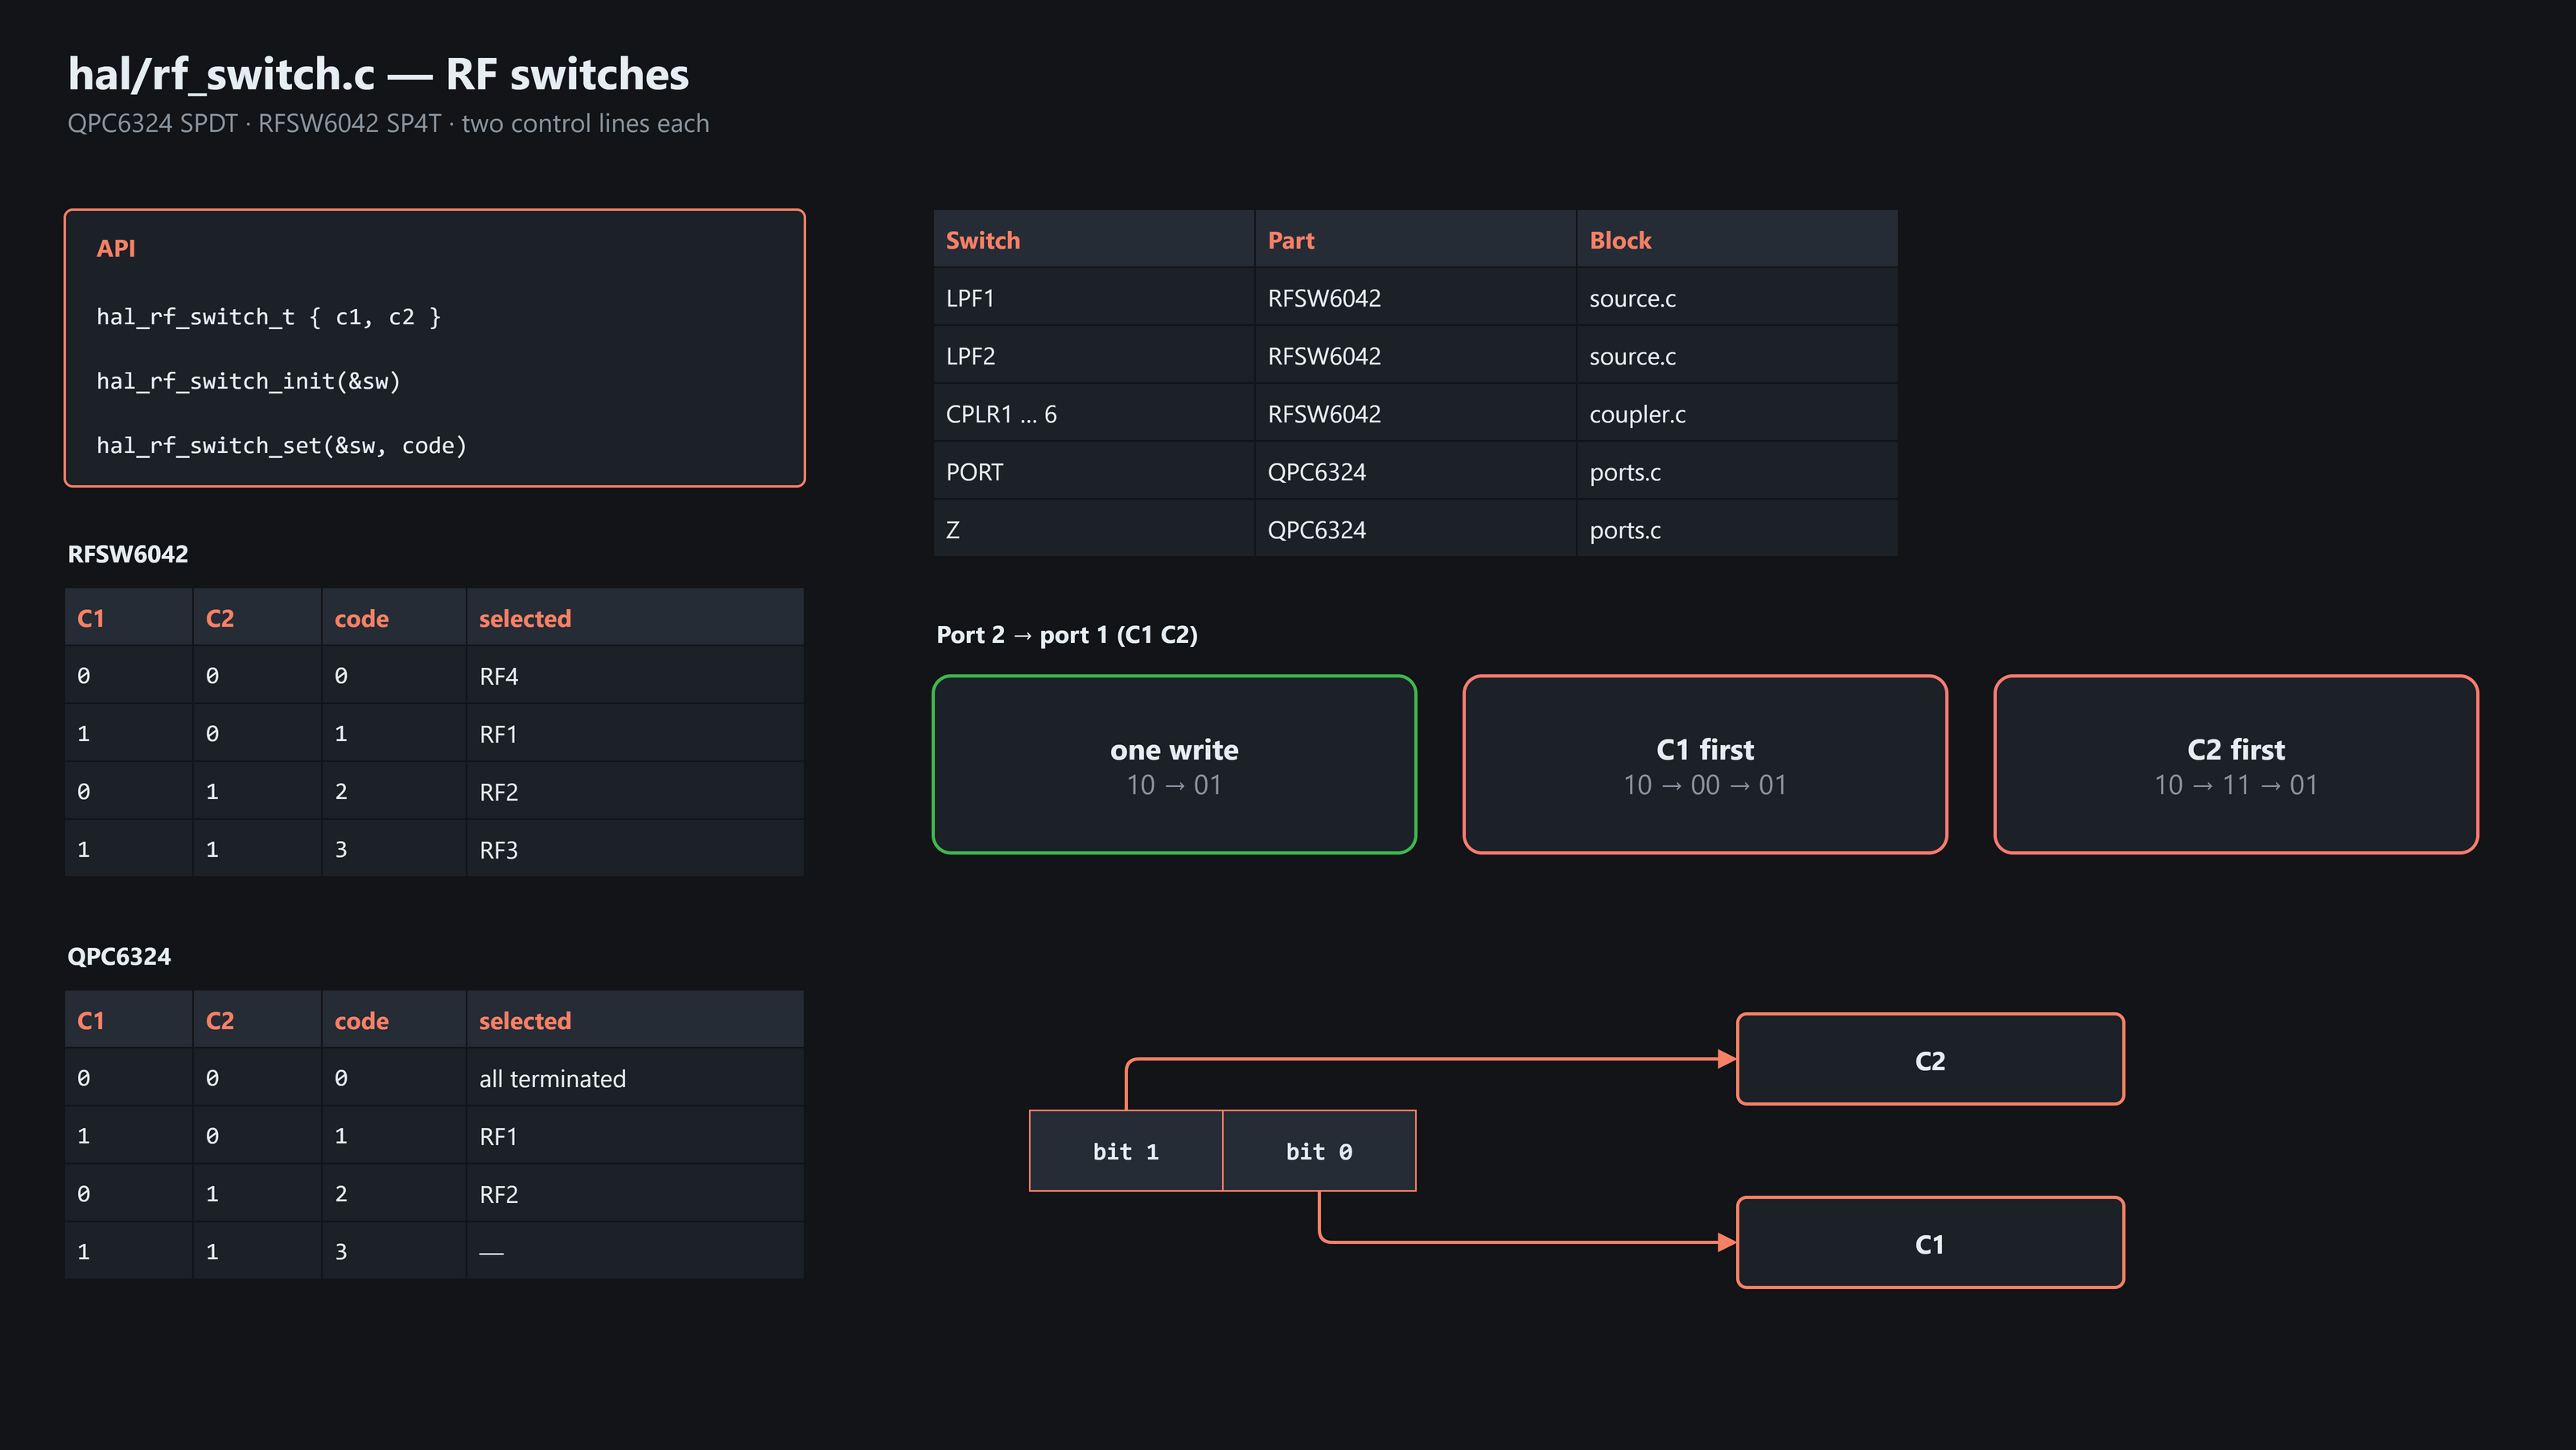 hal/rf_switch.c — RF switches
QPC6324 SPDT · RFSW6042 SP4T · two control lines each
API
hal_rf_switch_t { c1, c2 }
hal_rf_switch_init(&sw)
hal_rf_switch_set(&sw, code)
RFSW6042
C1 C2 code selected
0 0 0 RF4
1 0 1 RF1
0 1 2 RF2
1 1 3 RF3
QPC6324
C1 C2 code selected
0 0 0 all terminated
1 0 1 RF1
0 1 2 RF2
1 1 3 —
Switch Part Block
LPF1 RFSW6042 source.c
LPF2 RFSW6042 source.c
CPLR1 … 6 RFSW6042 coupler.c
PORT QPC6324 ports.c
Z QPC6324 ports.c
Port 2 → port 1 (C1 C2)
one write
10 → 01
C1 first
10 → 00 → 01
C2 first
10 → 11 → 01
C2
bit 1 bit 0
C1